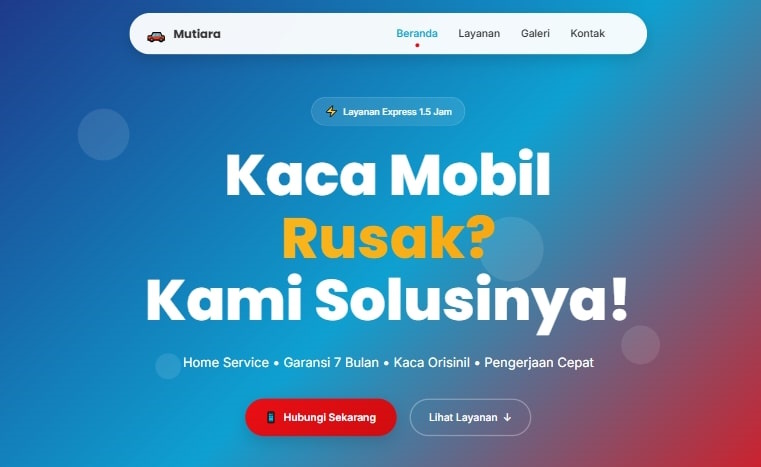 Mutiara
Beranda
Layanan
Galeri
Kontak
Layanan Express 1.5 Jam
Kaca Mobil
Rusak?
Kami Solusinya!
Home Service • Garansi 7 Bulan • Kaca Orisinil • Pengerjaan Cepat
Hubungi Sekarang
Lihat Layanan ↓